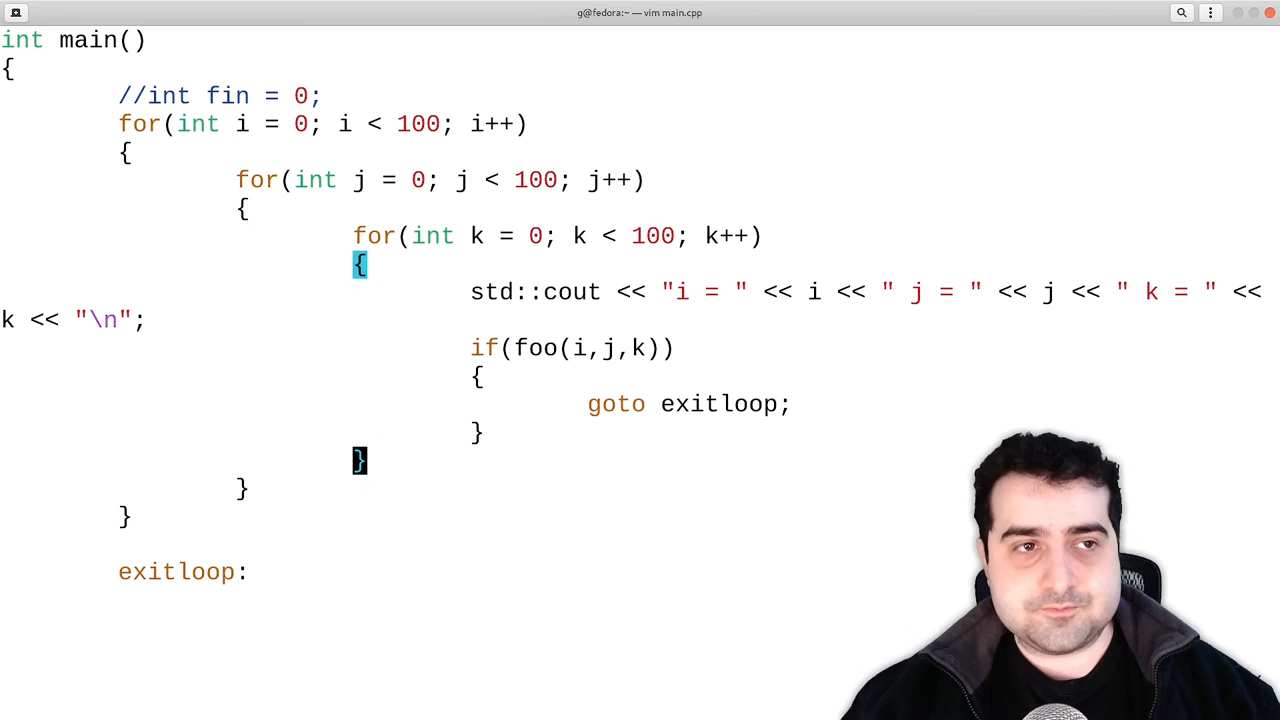 g@fedora:~ — vim main.cpp
int main()
{
//int fin = 0;
for(int i = 0; i < 100; i++)
{
for(int j = 0; j < 100; j++)
{
for(int k = 0; k < 100; k++)
{
std::cout << "i = " << i << " j = " << j << " k = " <<
k << "\n";
if(foo(i,j,k))
{
goto exitloop;
}
}
}
}
exitloop: